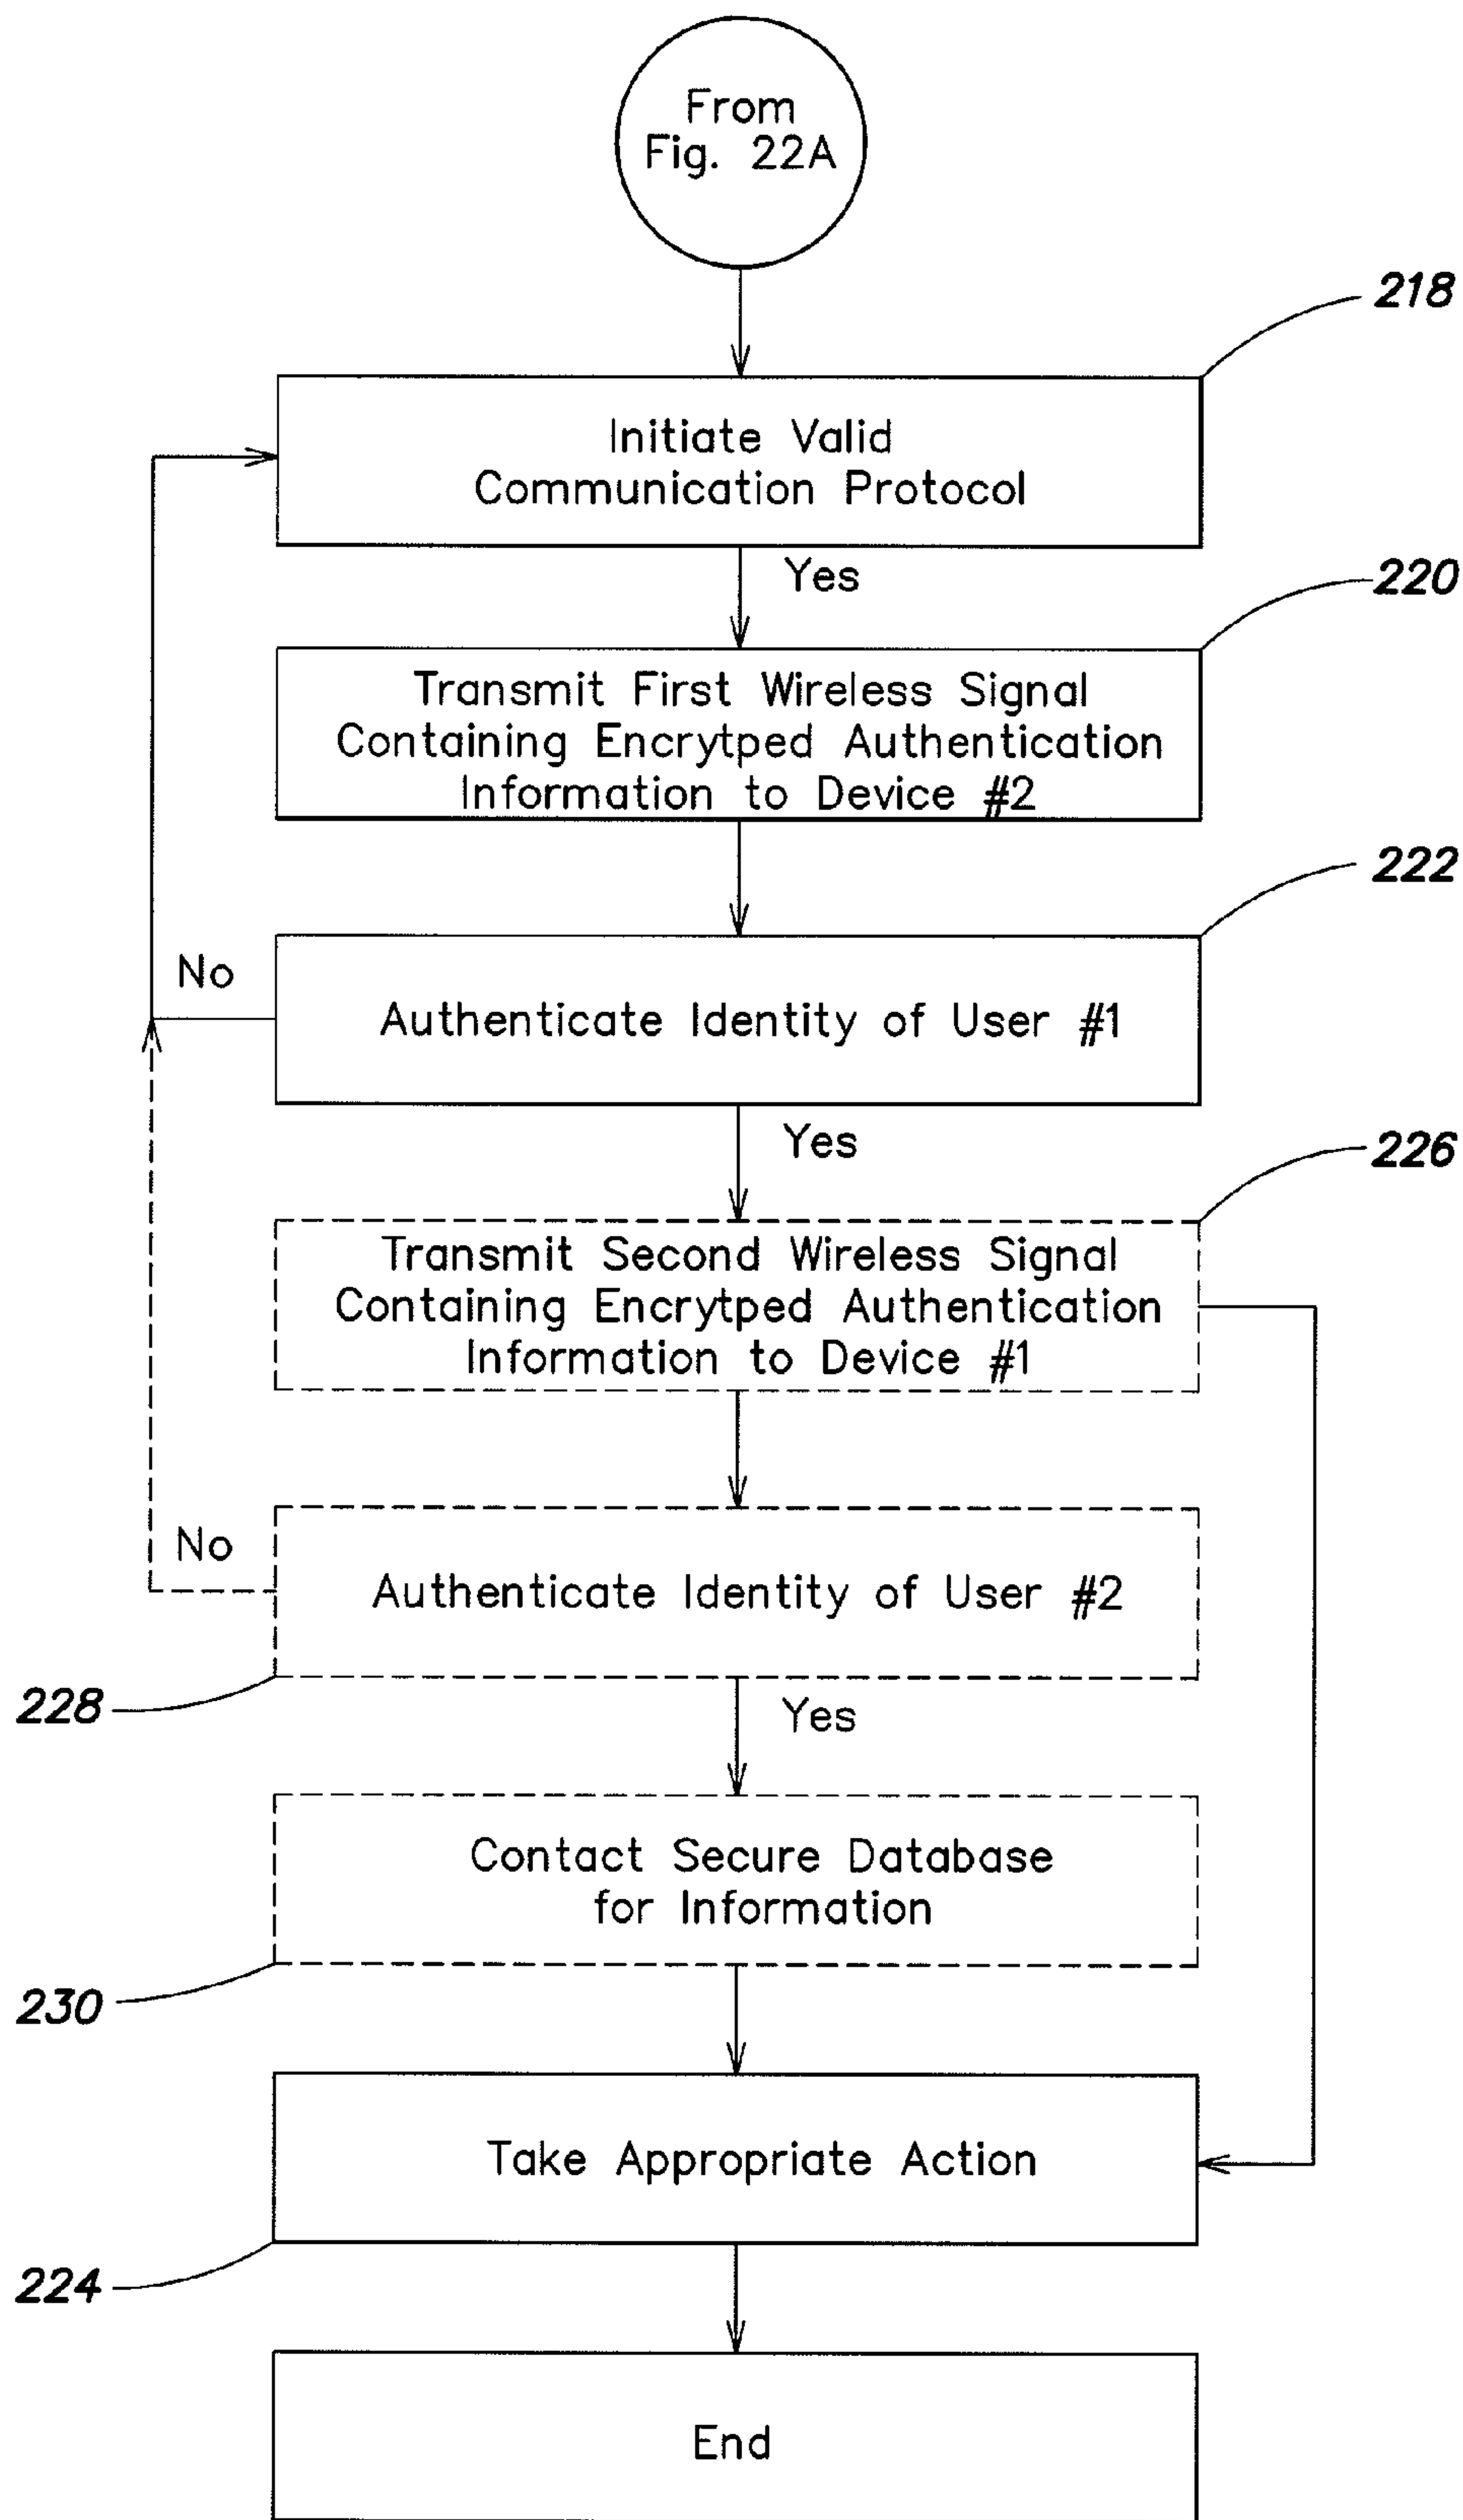 From
Fig. 22A
218
Initiate Valid
Communication Protocol
Yes
220
Transmit First Wireless Signal
Containing Encrytped Authentication
Information to Device #2
222
No
Authenticate Identity of User #1
Yes
226
Transmit Second Wireless Signal
Containing Encrytped Authentication
Information to Device #1
No
Authenticate Identity of User #2
228
Yes
Contact Secure Database
for Information
230
Take Appropriate Action
224
End